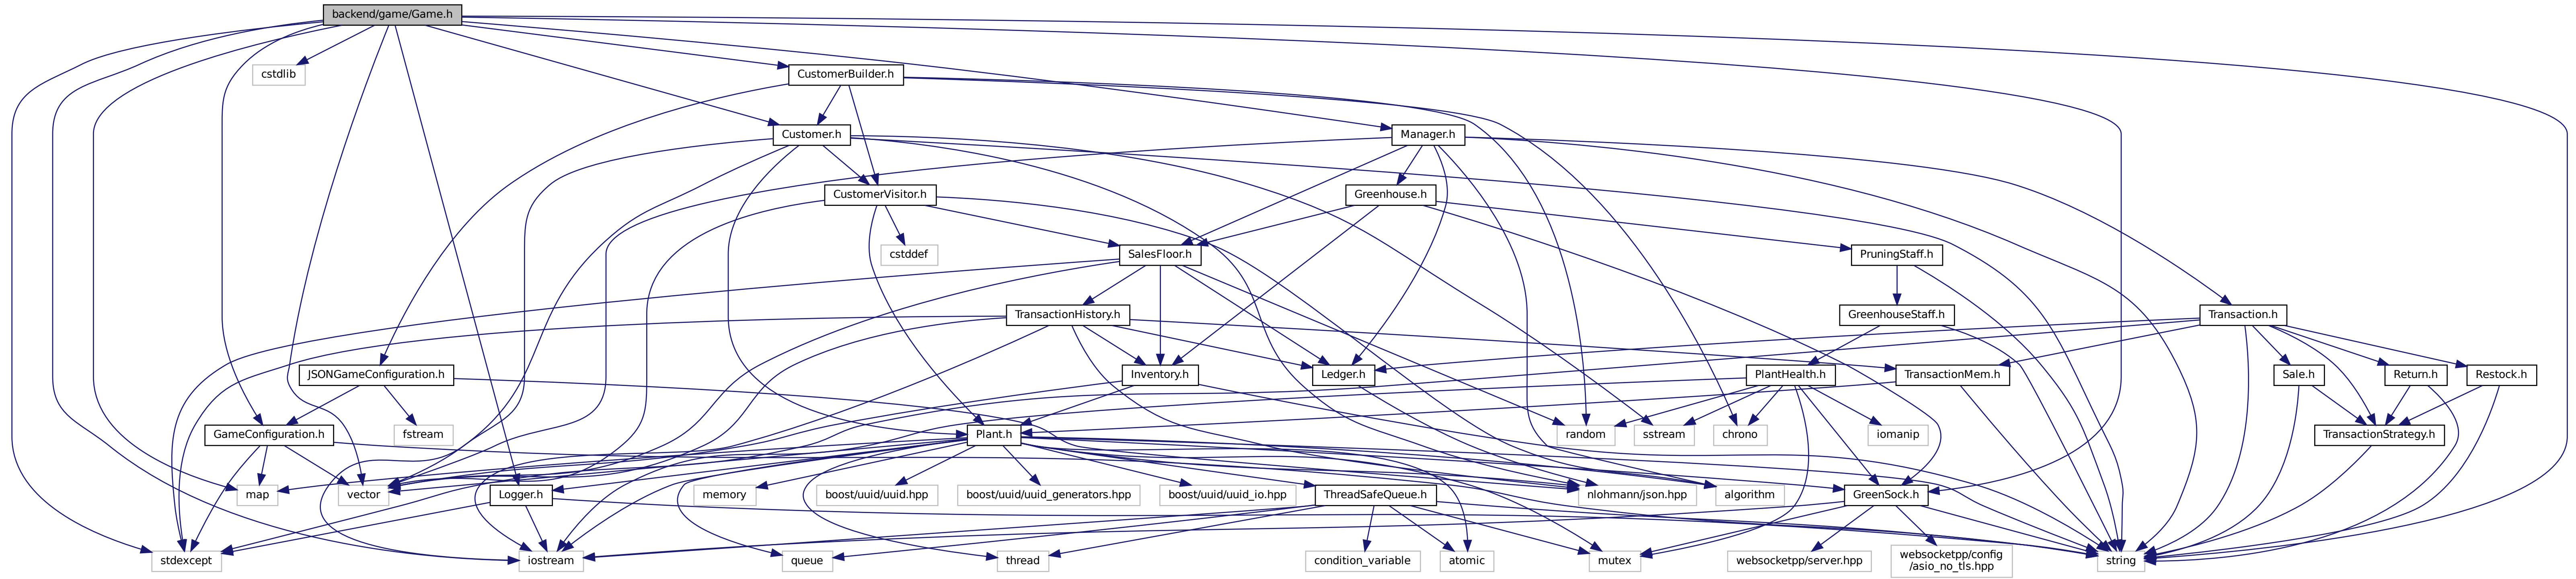 backend/game/Game.h
cstdlib
CustomerBuilder.h
Customer.h
Manager.h
CustomerVisitor.h
Greenhouse.h
cstddef
SalesFloor.h
PruningStaff.h
TransactionHistory.h
GreenhouseStaff.h
Transaction.h
JSONGameConfiguration.h
Inventory.h
Ledger.h
PlantHealth.h
TransactionMem.h
Sale.h
Return.h
Restock.h
GameConfiguration.h
fstream
Plant.h
random
sstream
chrono
iomanip
TransactionStrategy.h
map
vector
Logger.h
memory
boost/uuid/uuid.hpp
boost/uuid/uuid_generators.hpp
boost/uuid/uuid_io.hpp
ThreadSafeQueue.h
nlohmann/json.hpp
algorithm
GreenSock.h
stdexcept
iostream
queue
thread
condition_variable
atomic
mutex
websocketpp/server.hpp
websocketpp/config
/asio_no_tls.hpp
string